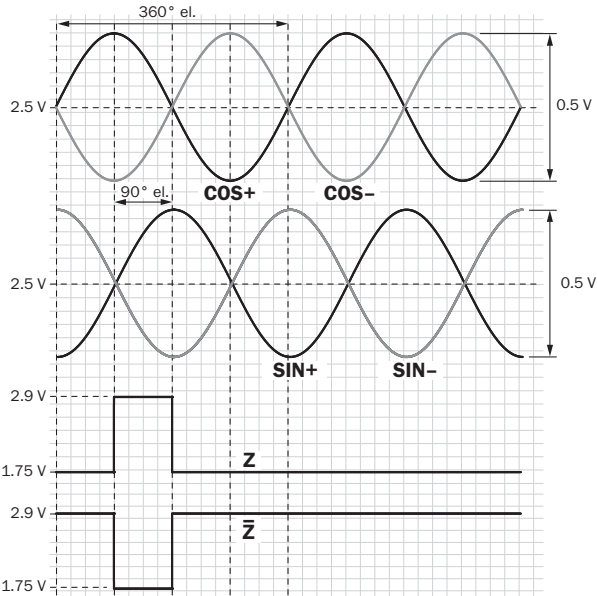 360° el.
2.5 V
0.5 V
COS+
COS–
90° el.
2.5 V
0.5 V
SIN+
SIN–
2.9 V
Z
1.75 V
2.9 V
Z̅
1.75 V